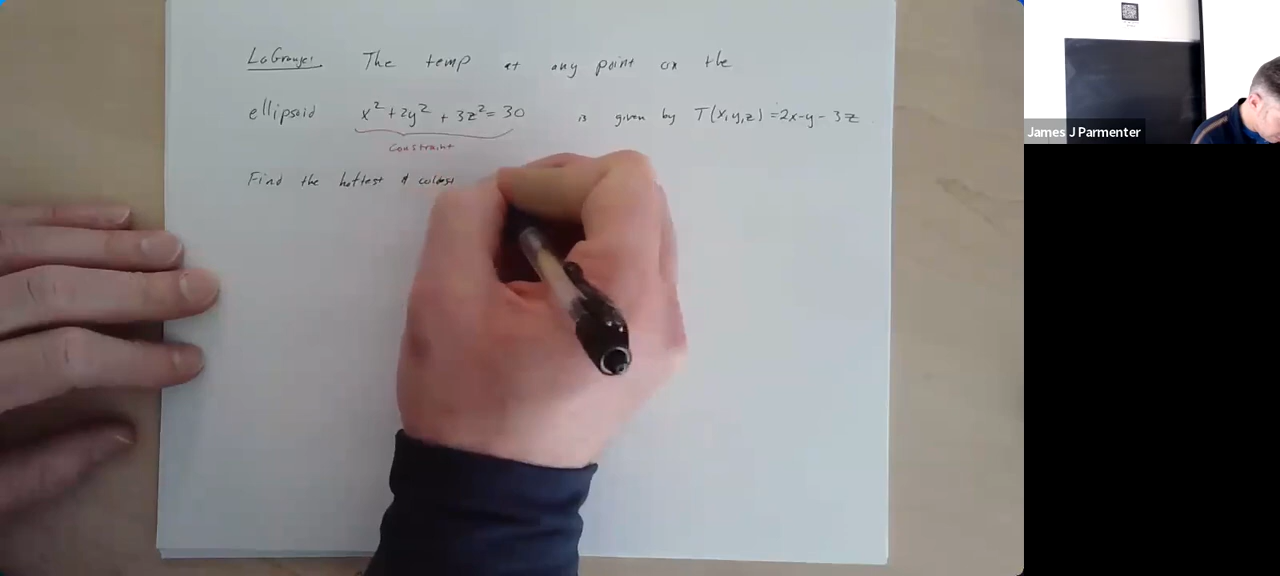 LaGrange: The temp at any point on the
ellipsoid x² + 2y² + 3z² = 30 is given by T(x,y,z) = 2x - y - 3z.
constraint
Find the hottest & coldest
James J Parmenter